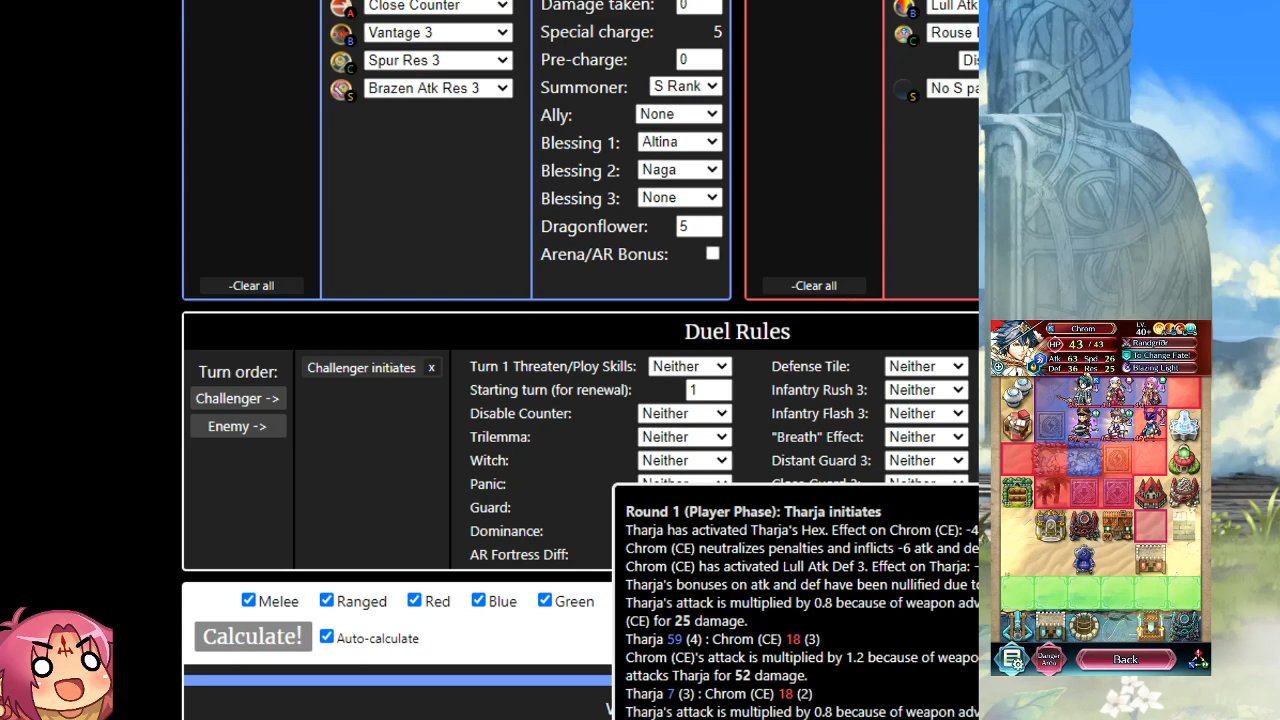 Close Counter
Vantage 3
Spur Res 3
Brazen Atk Res 3
-Clear all
Damage taken: 0
Special charge: 5
Pre-charge: 0
Summoner: S Rank
Ally: None
Blessing 1: Altina
Blessing 2: Naga
Blessing 3: None
Dragonflower: 5
Arena/AR Bonus:
Lull Atk
Rouse
No S pa
-Clear all
Duel Rules
Turn order:
Challenger ->
Enemy ->
Challenger initiates x
Turn 1 Threaten/Ploy Skills: Neither
Starting turn (for renewal): 1
Disable Counter: Neither
Trilemma: Neither
Witch: Neither
Panic:
Guard:
Dominance:
AR Fortress Diff:
Defense Tile: Neither
Infantry Rush 3: Neither
Infantry Flash 3: Neither
"Breath" Effect: Neither
Distant Guard 3: Neither
Melee
Ranged
Red
Blue
Green
Calculate!
Auto-calculate
Round 1 (Player Phase): Tharja initiates
Tharja has activated Tharja's Hex. Effect on Chrom (CE): -4
Chrom (CE) neutralizes penalties and inflicts -6 atk and de
Chrom (CE) has activated Lull Atk Def 3. Effect on Tharja: -
Tharja's bonuses on atk and def have been nullified due to
Tharja's attack is multiplied by 0.8 because of weapon adv
(CE) for 25 damage.
Tharja 59 (4) : Chrom (CE) 18 (3)
Chrom (CE)'s attack is multiplied by 1.2 because of weapo
attacks Tharja for 52 damage.
Tharja 7 (3) : Chrom (CE) 18 (2)
Tharja's attack is multiplied by 0.8 because of weapon adv
Chrom
LV. 40+
HP 43 / 43
Atk 63 Spd 26
Def 36 Res 25
Randgríðr
To Change Fate!
Blazing Light
Danger Area
Back